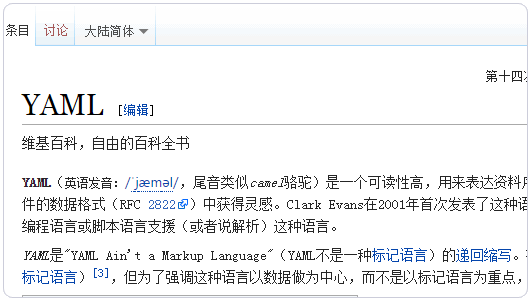 条目 讨论 大陆简体
第十四
YAML [编辑]
维基百科，自由的百科全书
YAML（英语发音：/ˈjæməl/，尾音类似camel骆驼）是一个可读性高，用来表达资料
件的数据格式（RFC 2822）中获得灵感。Clark Evans在2001年首次发表了这种语
编程语言或脚本语言支援（或者说解析）这种语言。
YAML是"YAML Ain't a Markup Language"（YAML不是一种标记语言）的递回缩写。
标记语言）[3]，但为了强调这种语言以数据做为中心，而不是以标记语言为重点，